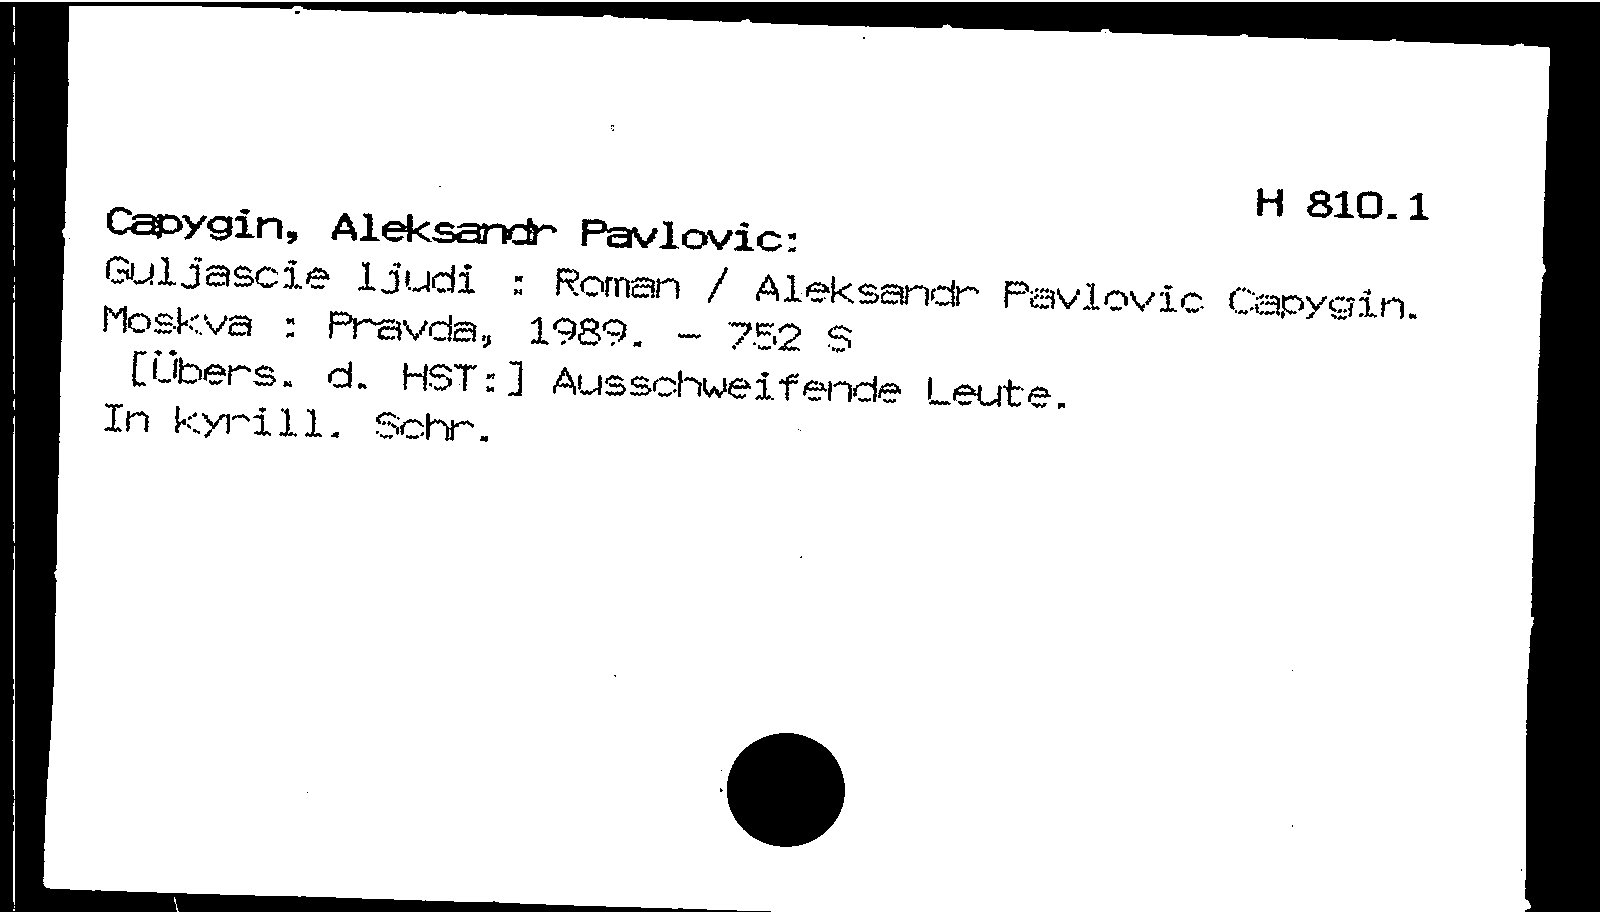 H 810.1
Capygin, Aleksandr Pavlovic:
Guljascie ljudi : Roman / Aleksandr Pavlovic Capygin.
Moskva : Pravda, 1989. - 752 S
[Übers. d. HST:] Ausschweifende Leute.
In kyrill. Schr.